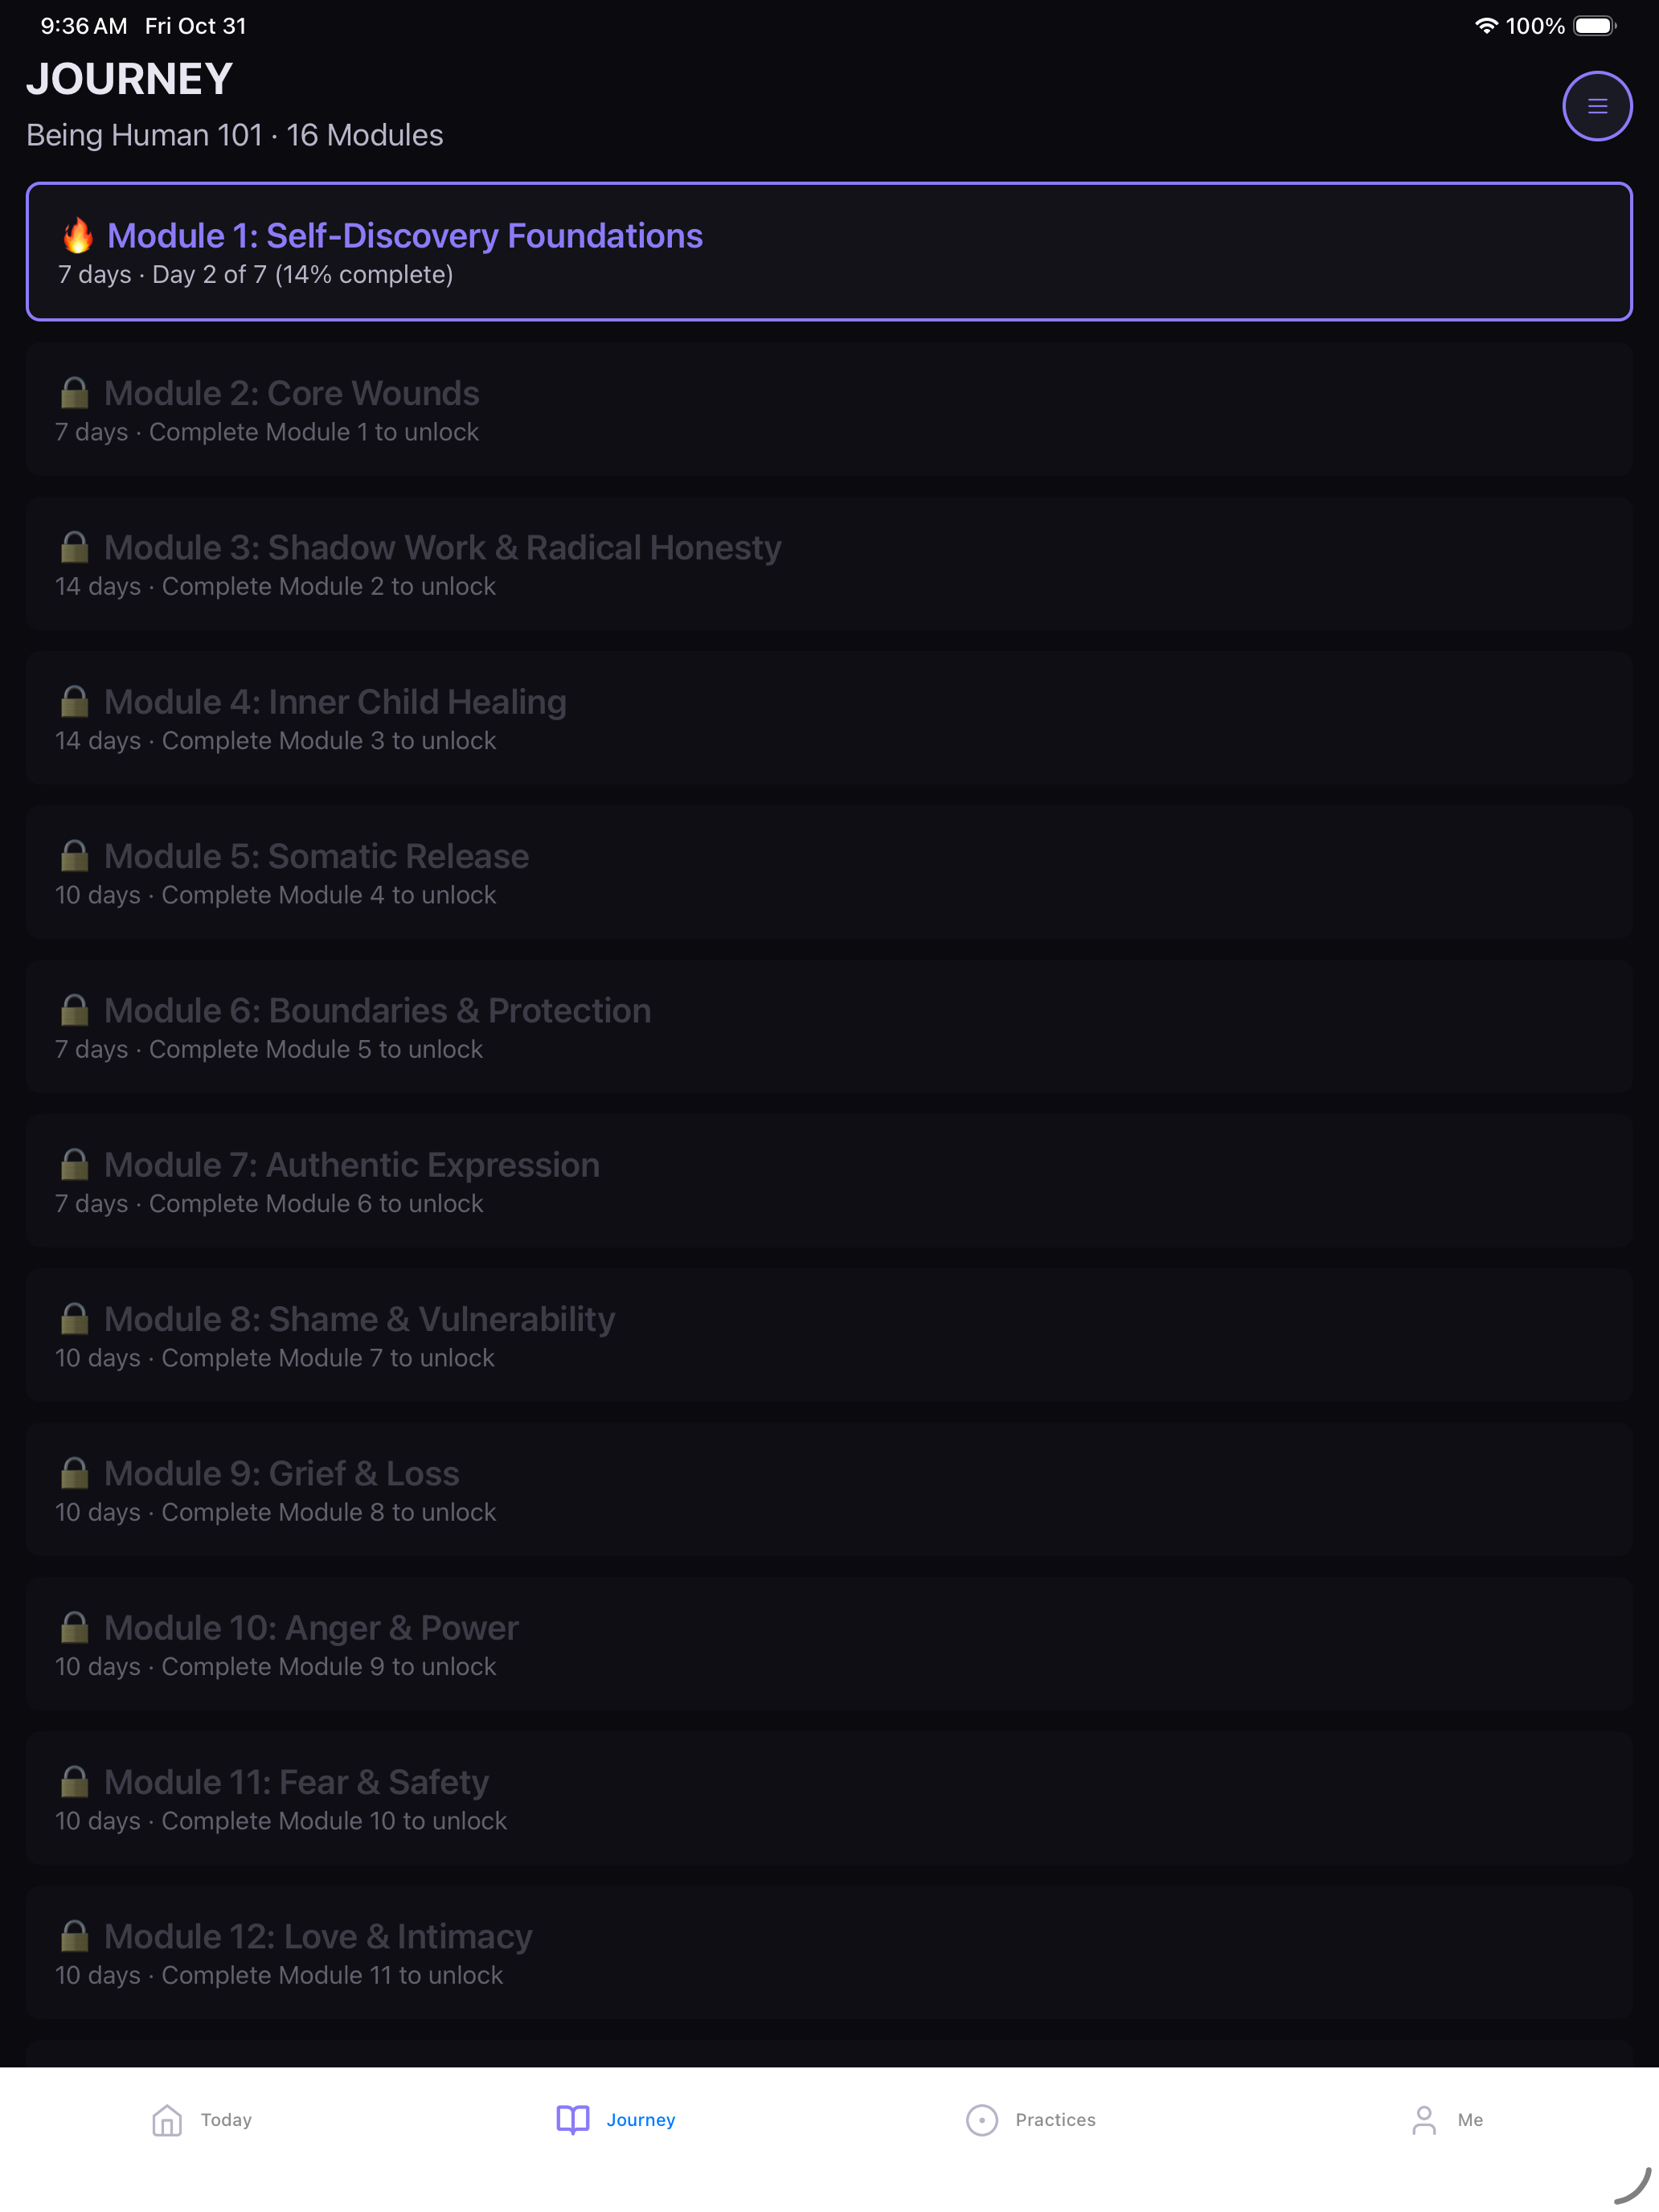 9:36 AM Fri Oct 31
100%
JOURNEY
Being Human 101 · 16 Modules
Module 1: Self-Discovery Foundations
7 days · Day 2 of 7 (14% complete)
Module 2: Core Wounds
7 days · Complete Module 1 to unlock
Module 3: Shadow Work & Radical Honesty
14 days · Complete Module 2 to unlock
Module 4: Inner Child Healing
14 days · Complete Module 3 to unlock
Module 5: Somatic Release
10 days · Complete Module 4 to unlock
Module 6: Boundaries & Protection
7 days · Complete Module 5 to unlock
Module 7: Authentic Expression
7 days · Complete Module 6 to unlock
Module 8: Shame & Vulnerability
10 days · Complete Module 7 to unlock
Module 9: Grief & Loss
10 days · Complete Module 8 to unlock
Module 10: Anger & Power
10 days · Complete Module 9 to unlock
Module 11: Fear & Safety
10 days · Complete Module 10 to unlock
Module 12: Love & Intimacy
10 days · Complete Module 11 to unlock
Today
Journey
Practices
Me